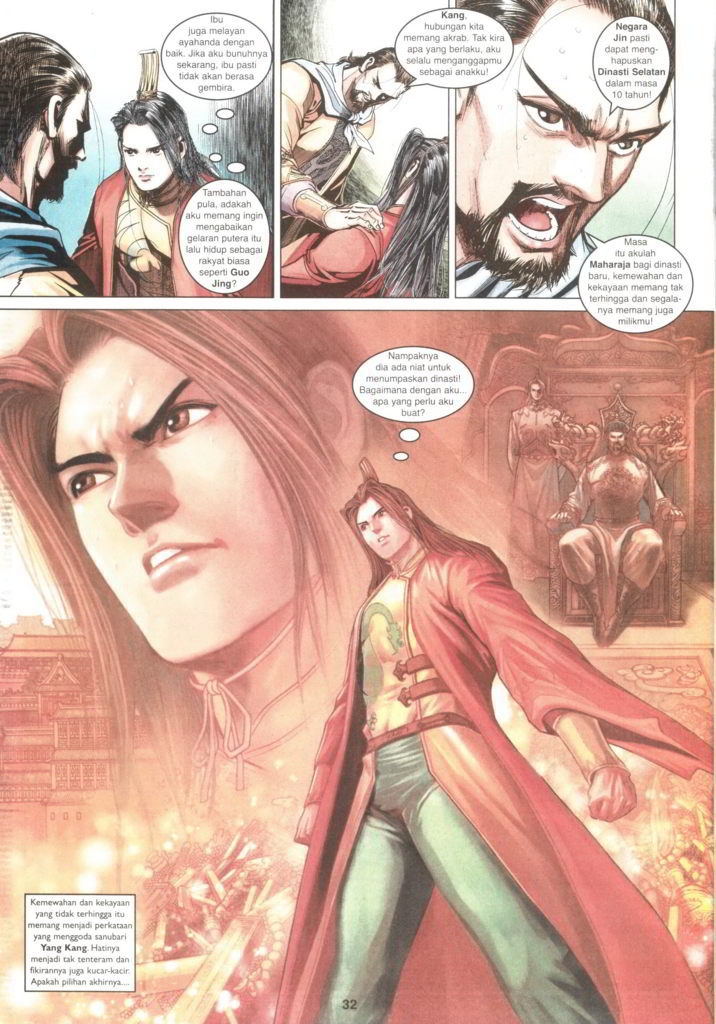 Ibu
juga melayan
ayahanda dengan
baik. Jika aku bunuhnya
sekarang, ibu pasti
tidak akan berasa
gembira.
Tambahan
pula, adakah
aku memang ingin
mengabaikan
gelaran putera itu
lalu hidup sebagai
rakyat biasa
seperti Guo
Jing?
Kang,
hubungan kita
memang akrab. Tak kira
apa yang berlaku, aku
selalu menganggapmu
sebagai anakku!
Negara
Jin pasti
dapat meng-
hapuskan
Dinasti Selatan
dalam masa
10 tahun!
Masa
itu akulah
Maharaja bagi dinasti
baru, kemewahan dan
kekayaan memang tak
terhingga dan segala-
nya memang juga
milikmu!
Nampaknya
dia ada niat untuk
menumpaskan dinasti!
Bagaimana dengan aku...
apa yang perlu aku
buat?
Kemewahan dan kekayaan
yang tidak terhingga itu
memang menjadi perkataan
yang menggoda sanubari
Yang Kang. Hatinya
menjadi tak tenteram dan
fikirannya juga kucar-kacir.
Apakah pilihan akhirnya....
32